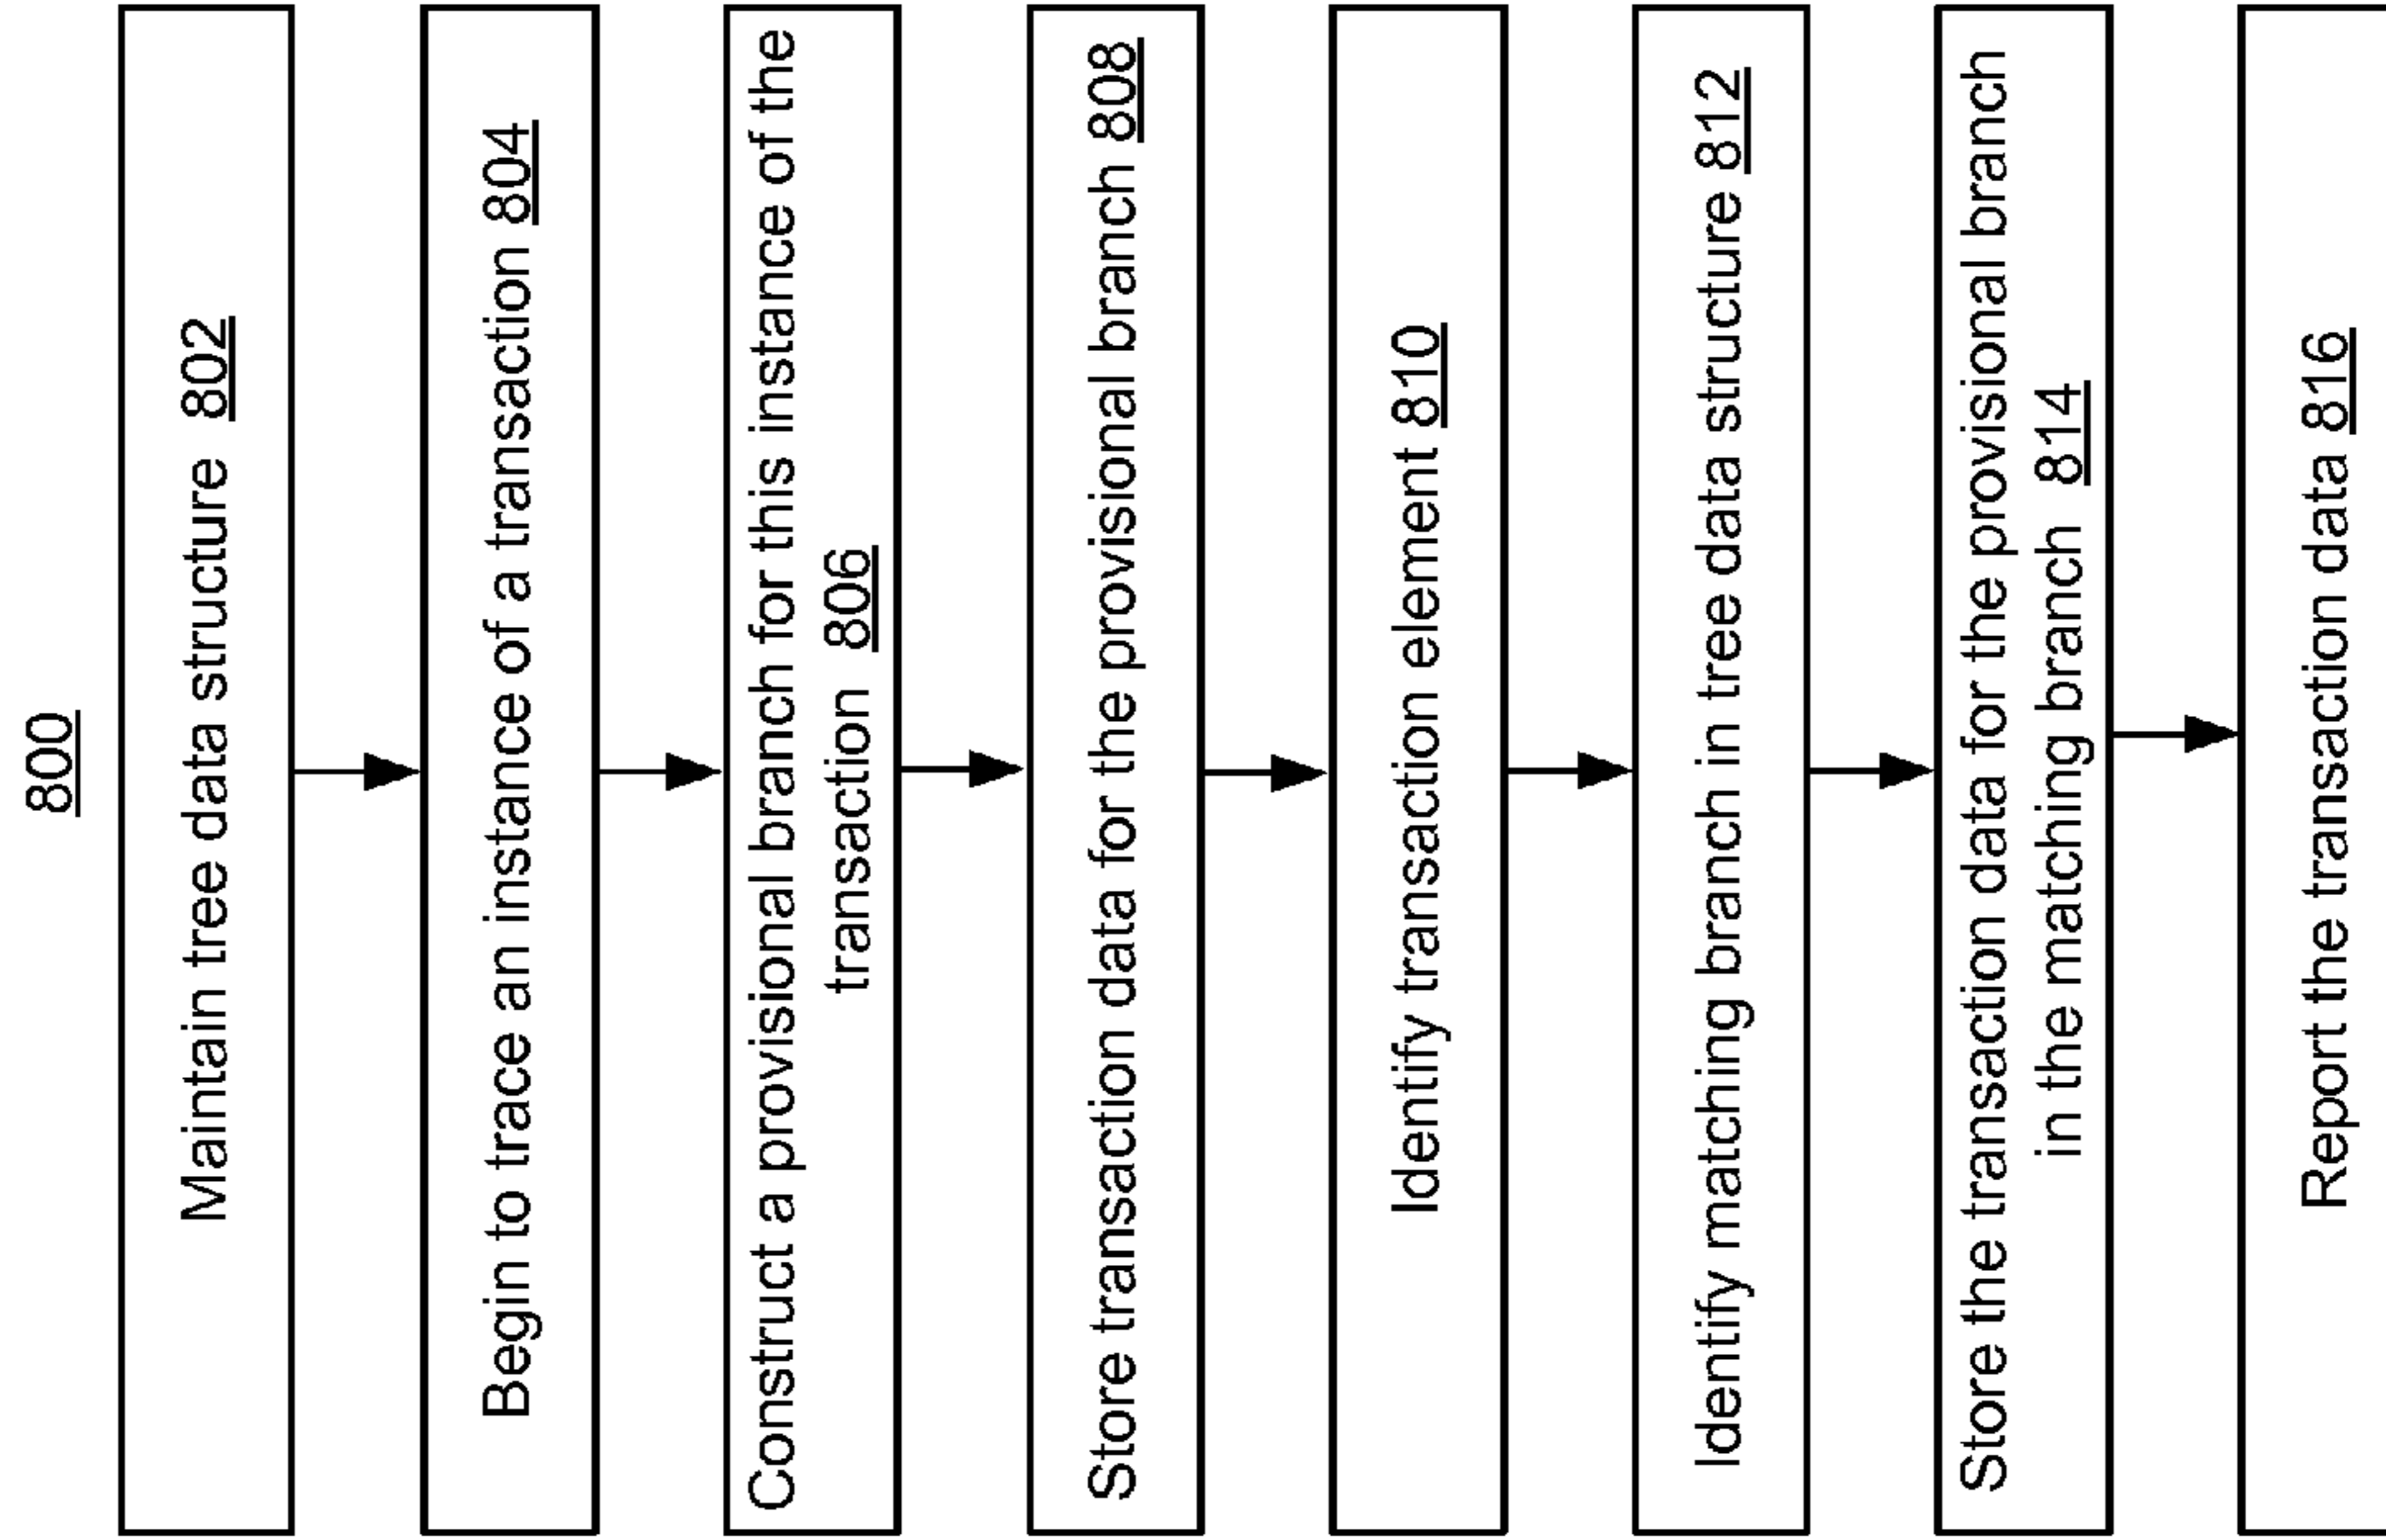 800
Maintain tree data structure 802
Begin to trace an instance of a transaction 804
Construct a provisional branch for this instance of the
transaction 806
Store transaction data for the provisional branch 808
Identify transaction element 810
Identify matching branch in tree data structure 812
Store the transaction data for the provisional branch
in the matching branch 814
Report the transaction data 816